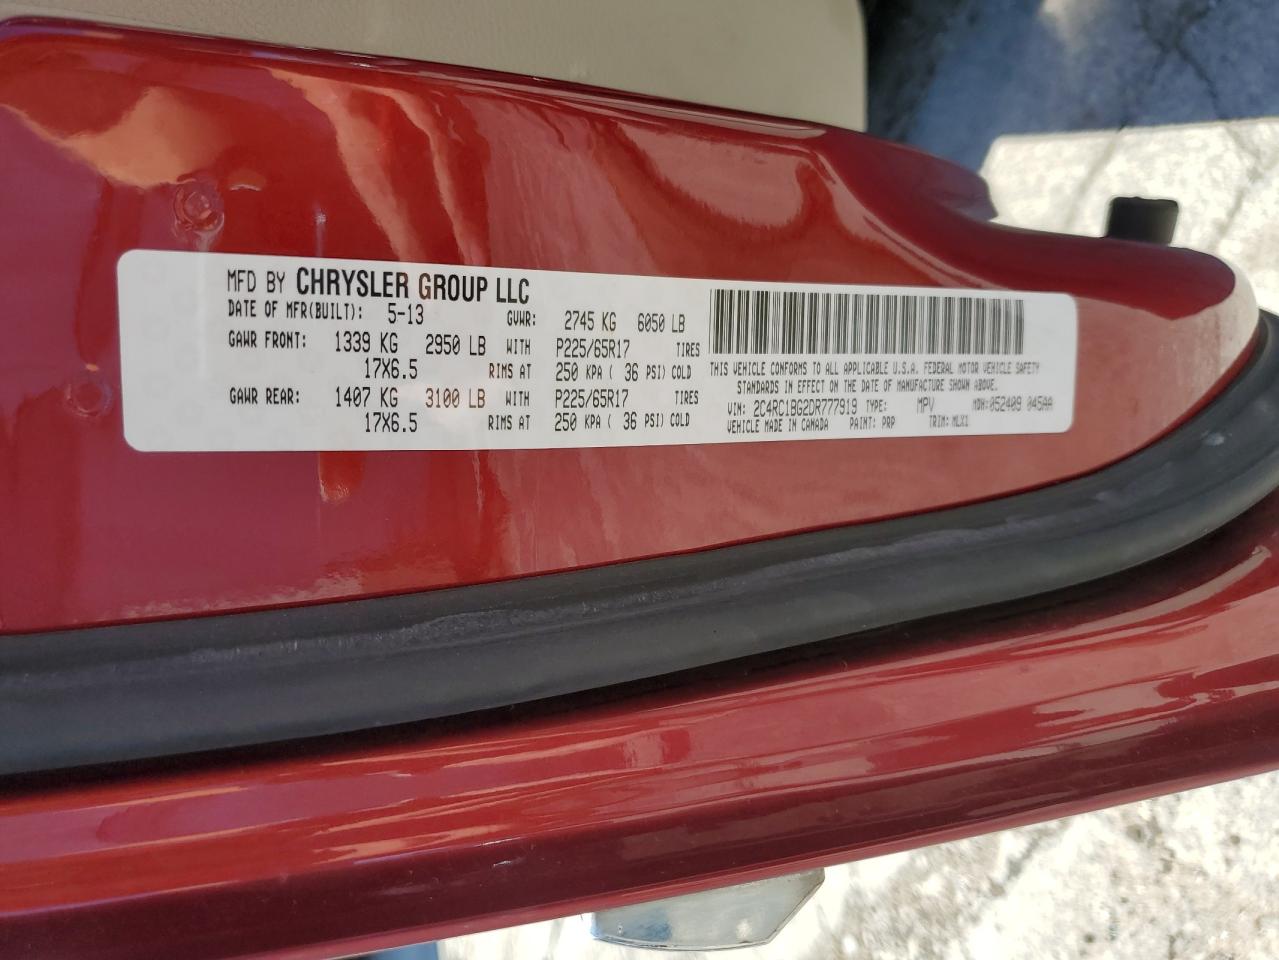 MFD BY CHRYSLER GROUP LLC
DATE OF MFR(BUILT): 5-13 GVWR: 2745 KG 6050 LB
GAWR FRONT: 1339 KG 2950 LB WITH P225/65R17 TIRES
17X6.5 RIMS AT 250 KPA ( 36 PSI) COLD
GAWR REAR: 1407 KG 3100 LB WITH P225/65R17 TIRES
17X6.5 RIMS AT 250 KPA ( 36 PSI) COLD
THIS VEHICLE CONFORMS TO ALL APPLICABLE U.S.A. FEDERAL MOTOR VEHICLE SAFETY
STANDARDS IN EFFECT ON THE DATE OF MANUFACTURE SHOWN ABOVE.
VIN: 2C4RC1BG2DR777919 TYPE: MPV MDH:052409 045AA
VEHICLE MADE IN CANADA PAINT: PRP TRIM: MLX1